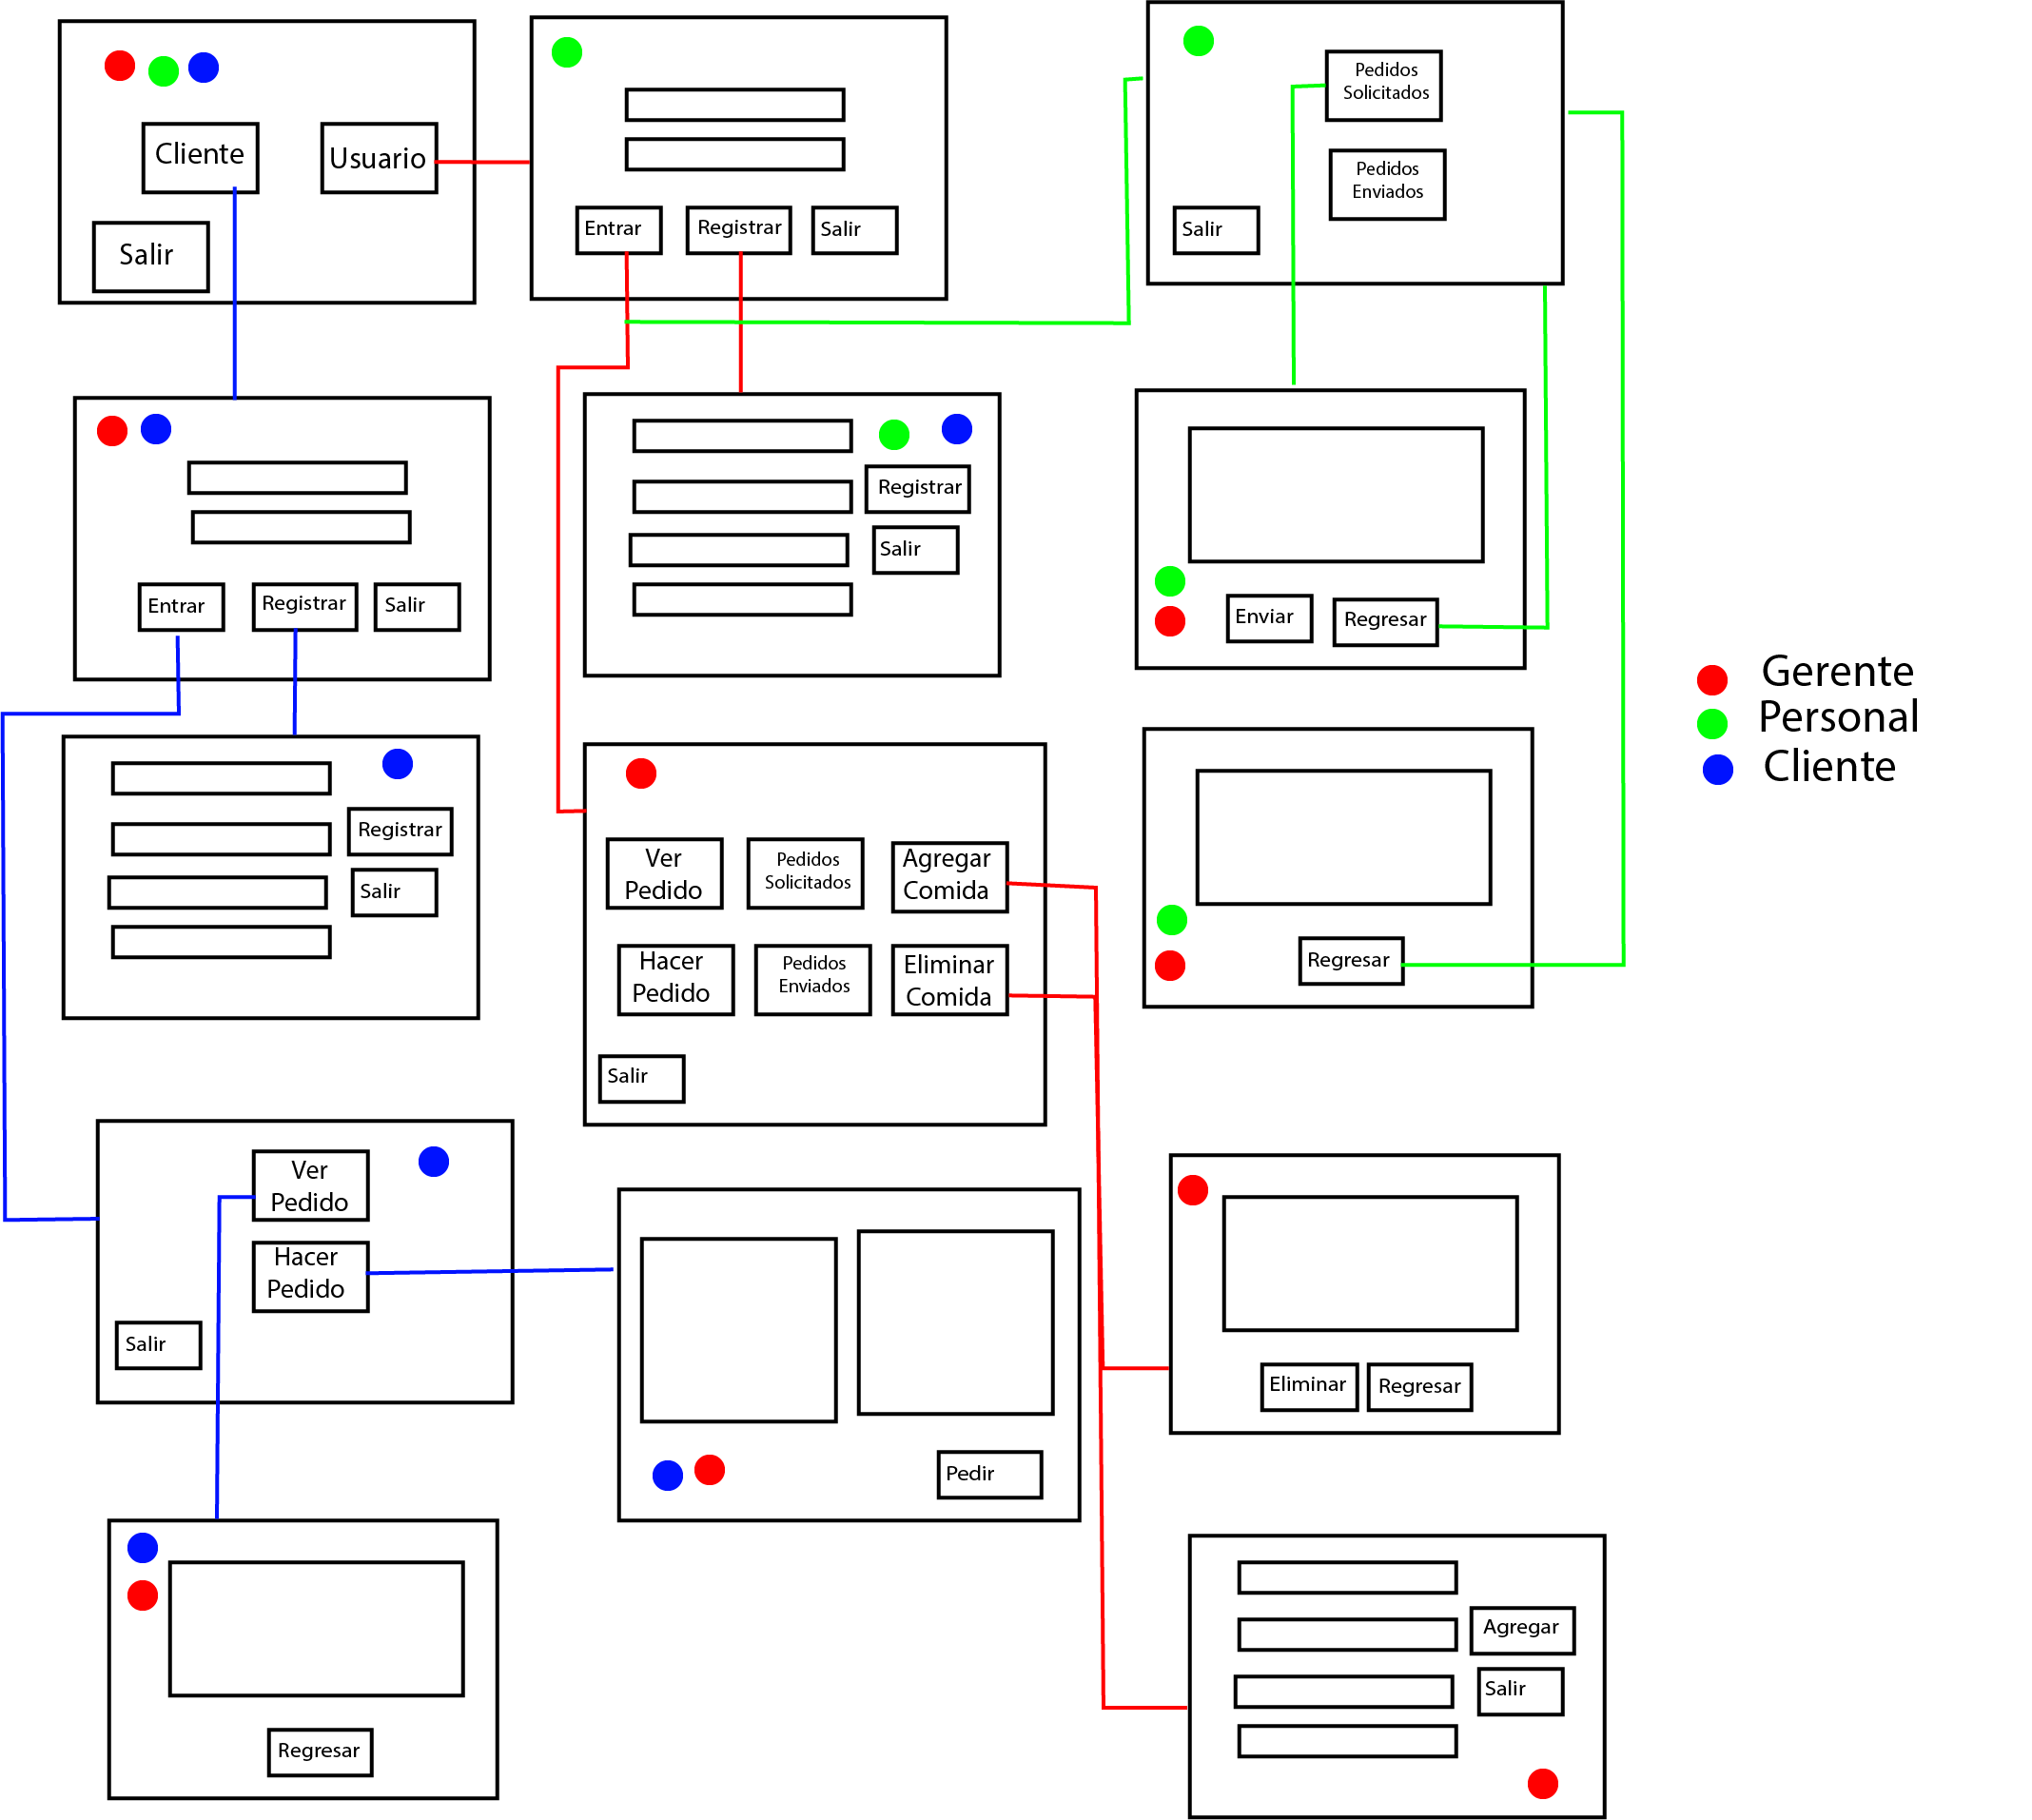 Cliente
Usuario
Salir
Entrar
Registrar
Salir
Pedidos
Solicitados
Pedidos
Enviados
Salir
Entrar
Registrar
Salir
Registrar
Salir
Enviar
Regresar
Gerente
Personal
Cliente
Registrar
Salir
Ver
Pedido
Pedidos
Solicitados
Agregar
Comida
Hacer
Pedido
Pedidos
Enviados
Eliminar
Comida
Salir
Regresar
Ver
Pedido
Hacer
Pedido
Salir
Pedir
Eliminar
Regresar
Regresar
Agregar
Salir